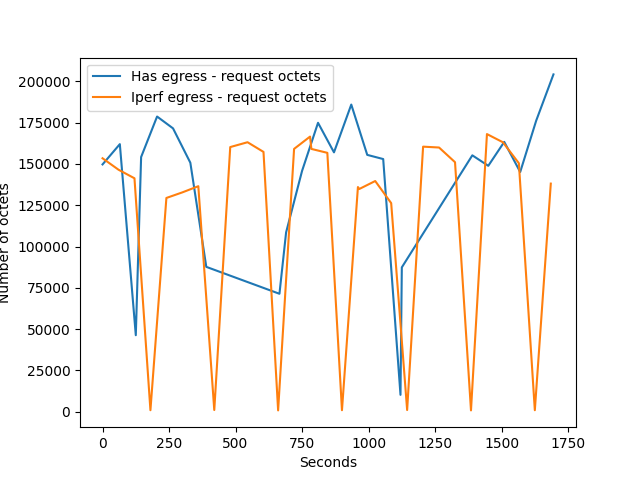 Has egress - request octets
Iperf egress - request octets
200000
175000
150000
125000
100000
75000
50000
25000
0
Number of octets
0 250 500 750 1000 1250 1500 1750
Seconds